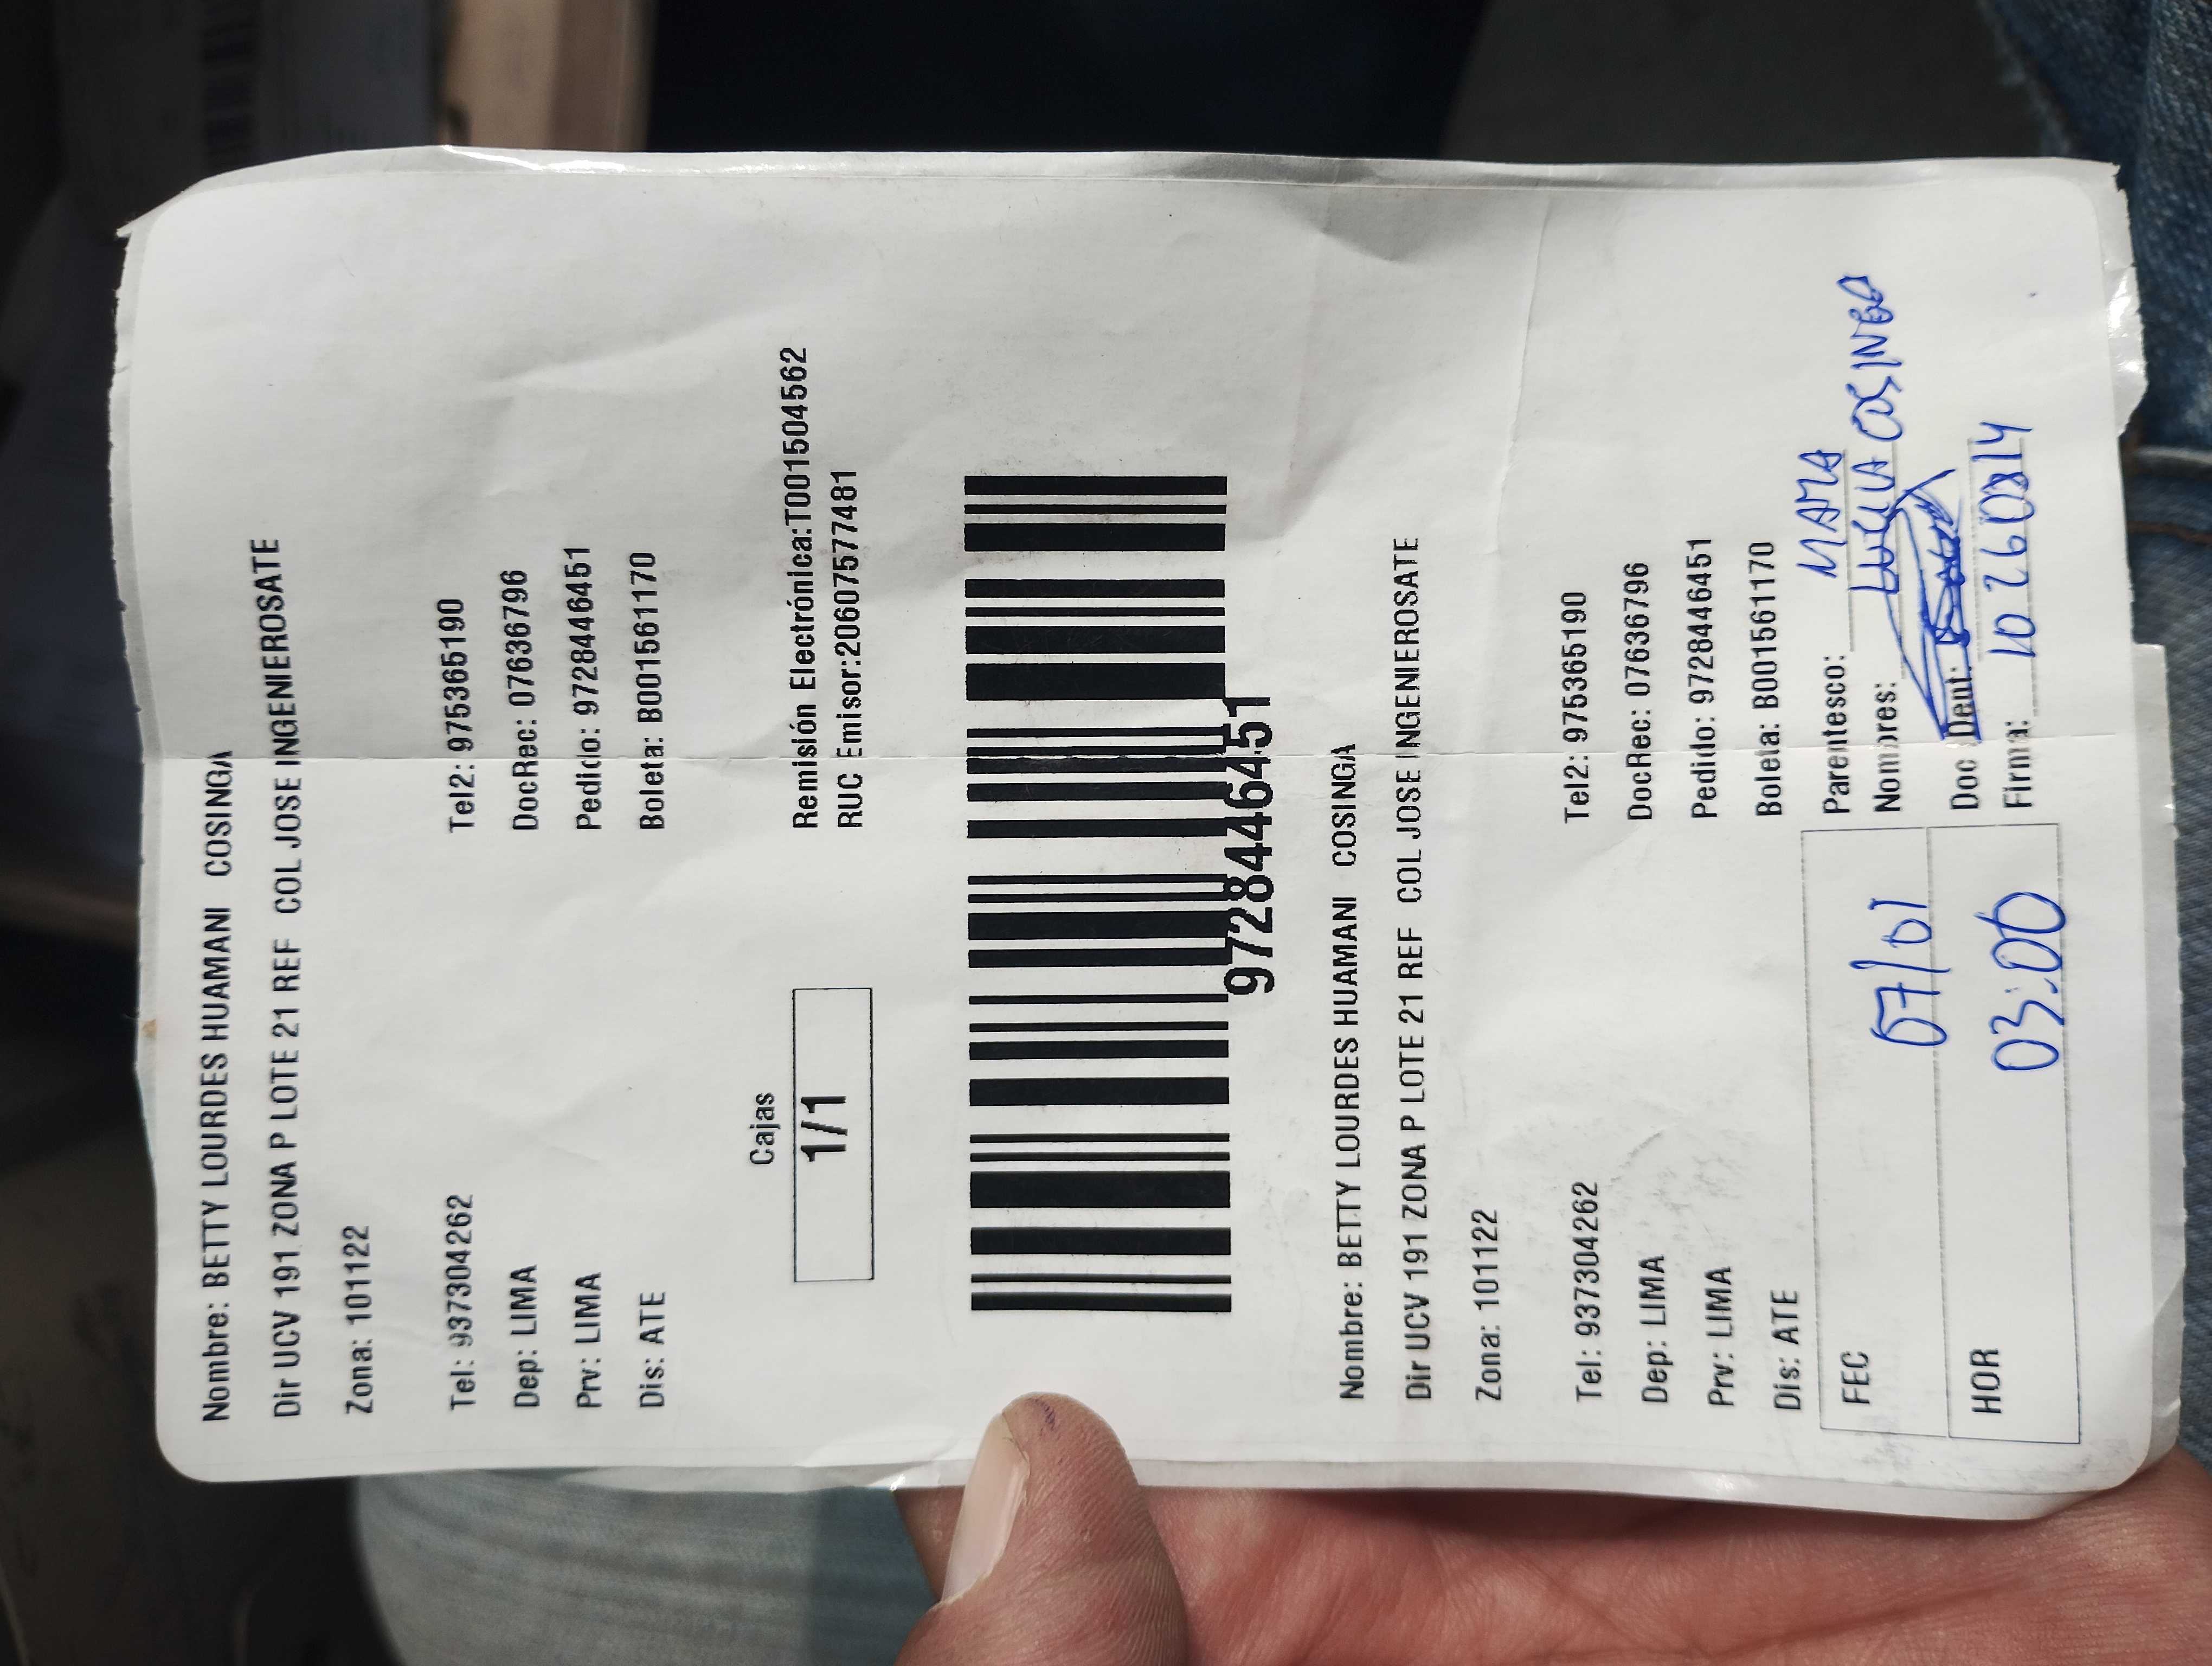 Nombre: BETTY LOURDES HUAMANI COSINGA
Dir UCV 191 ZONA P LOTE 21 REF COL JOSE INGENIEROSATE
Zona: 101122
Tel: 937304262 Tel2: 975365190
Dep: LIMA DocRec: 07636796
Prv: LIMA Pedido: 9728446451
Dis: ATE Boleta: B001561170
Cajas
1/1
Remisión Electrónica:T001504562
RUC Emisor:20607577481
9728446451
Nombre: BETTY LOURDES HUAMANI COSINGA
Dir UCV 191 ZONA P LOTE 21 REF COL JOSE INGENIEROSATE
Zona: 101122
Tel: 937304262 Tel2: 975365190
Dep: LIMA DocRec: 07636796
Prv: LIMA Pedido: 9728446451
Dis: ATE Boleta: B001561170
FEC 07/01 Parentesco: MAMA
Nombres: LUCILA COSINGA
HOR 03:00 Doc Dent:
Firma: